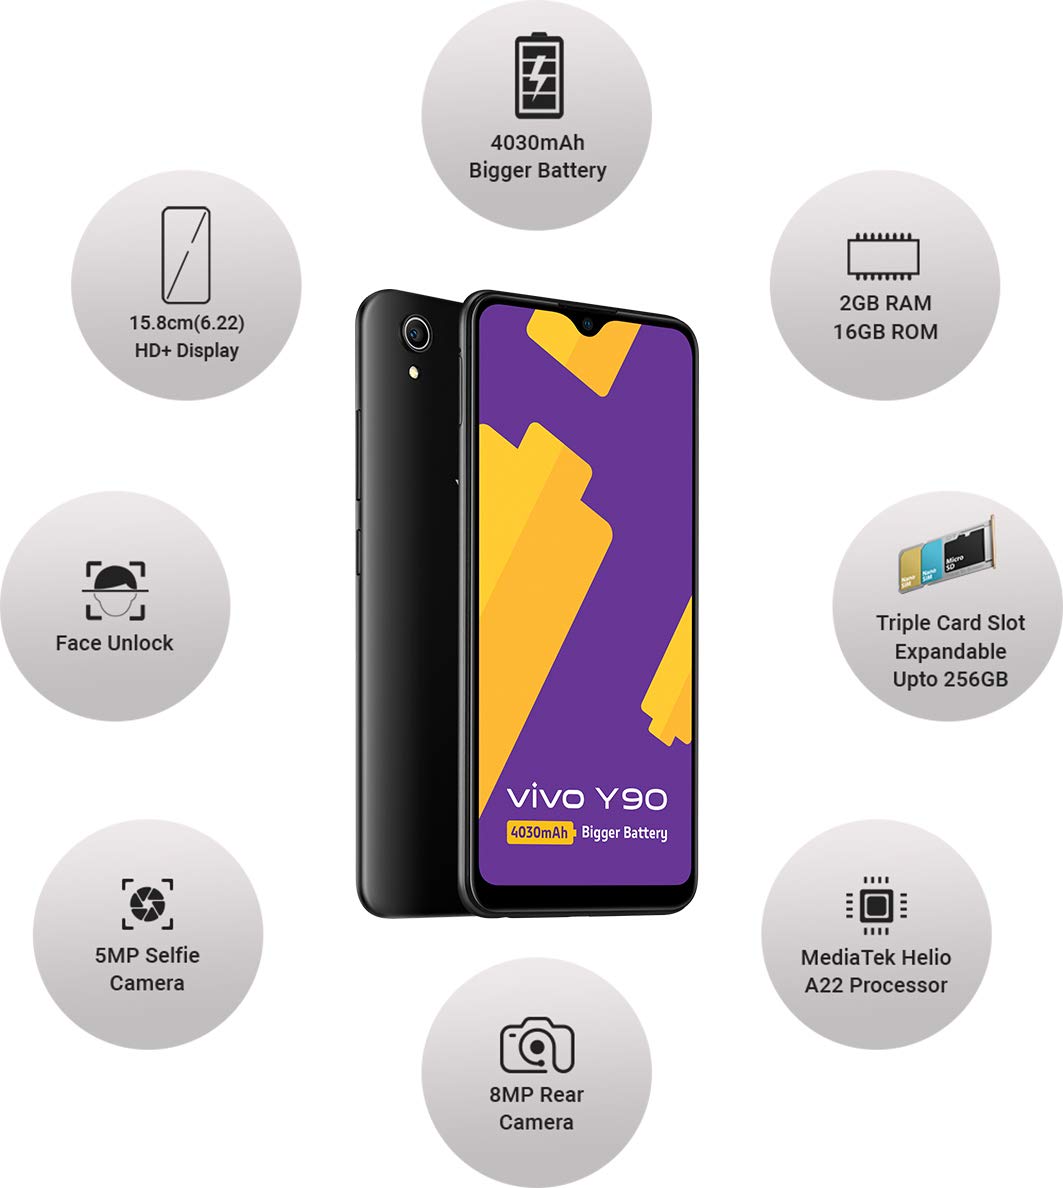 4030mAh
Bigger Battery
15.8cm(6.22)
HD+ Display
2GB RAM
16GB ROM
Face Unlock
Nano
SIM
Nano
SIM
Micro
SD
Triple Card Slot
Expandable
Upto 256GB
vivo Y90
4030mAh Bigger Battery
5MP Selfie
Camera
MediaTek Helio
A22 Processor
8MP Rear
Camera